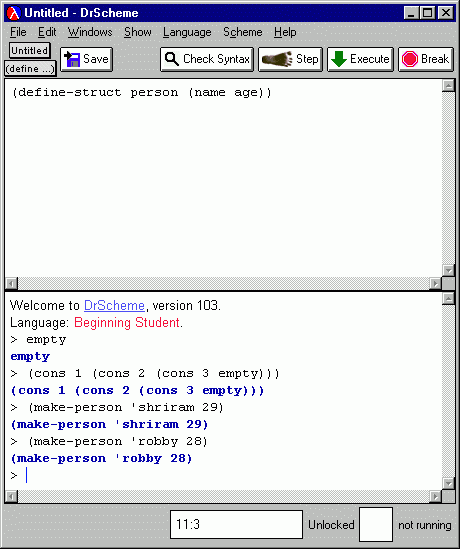 Untitled - DrScheme
File Edit Windows Show Language Scheme Help
Untitled
(define ...)
Save
Check Syntax
Step
Execute
Break
(define-struct person (name age))
Welcome to DrScheme, version 103.
Language: Beginning Student.
> empty
empty
> (cons 1 (cons 2 (cons 3 empty)))
(cons 1 (cons 2 (cons 3 empty)))
> (make-person 'shriram 29)
(make-person 'shriram 29)
> (make-person 'robby 28)
(make-person 'robby 28)
>
11:3 Unlocked not running